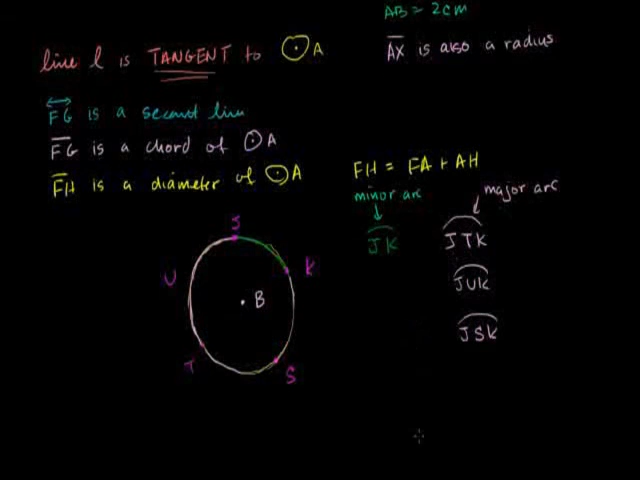 AB = 2cm
line l is TANGENT to ⊙A
AX is also a radius
FG is a secant line
FG is a chord of ⊙A
FH is a diameter of ⊙A
FH = FA + AH
minor arc
major arc
JK
JTK
JUK
JSK
J
K
U
B
T
S